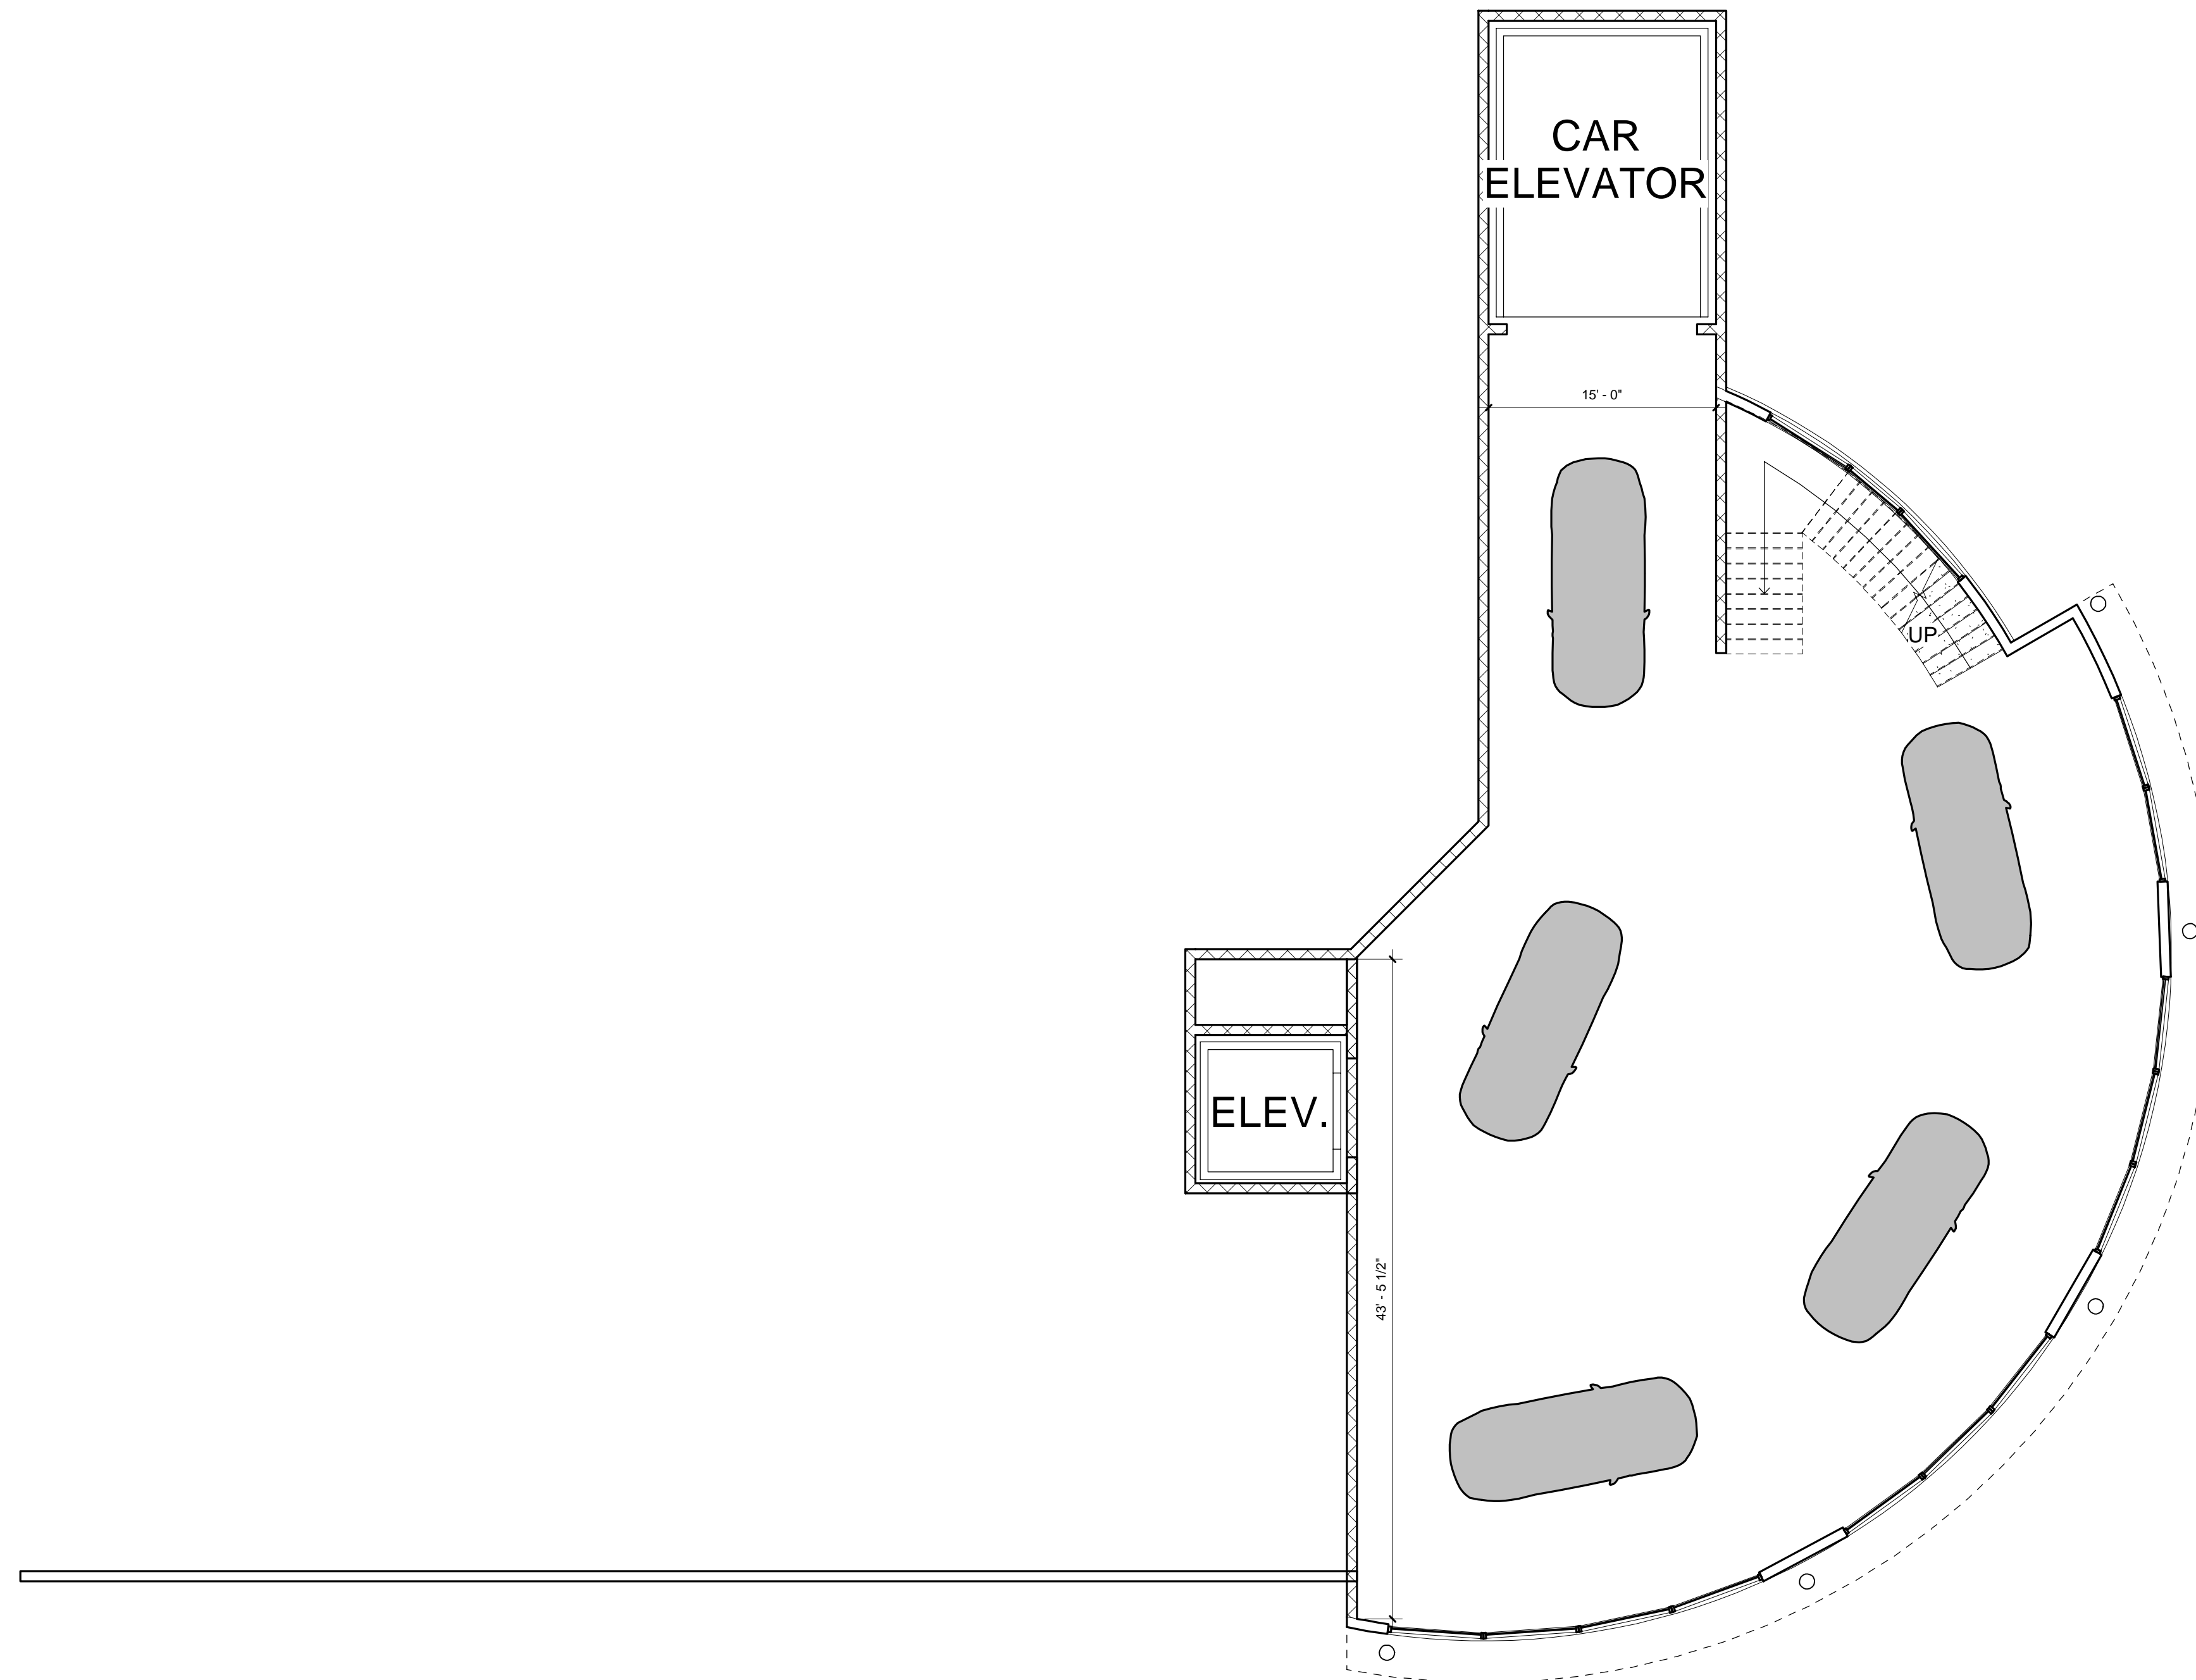 CAR
ELEVATOR
15' - 0"
UP
ELEV.
43' - 5 1/2"